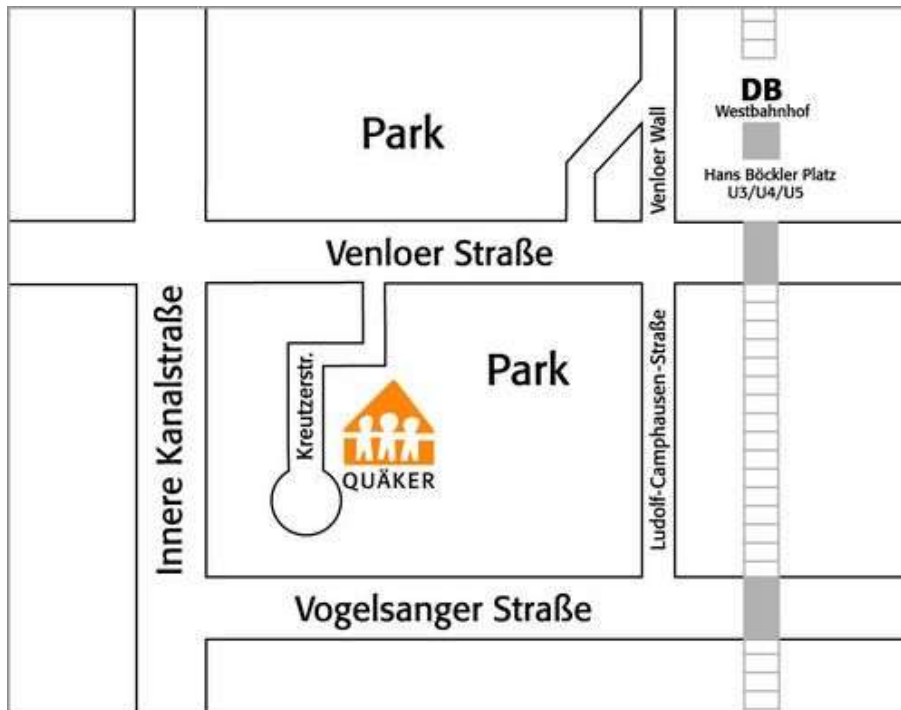 DB
Westbahnhof
Park
Venloer Wall
Hans Böckler Platz
U3/U4/U5
Venloer Straße
Innere Kanalstraße
Kreutzerstr.
Park
Ludolf-Camphausen-Straße
QUÄKER
Vogelsanger Straße